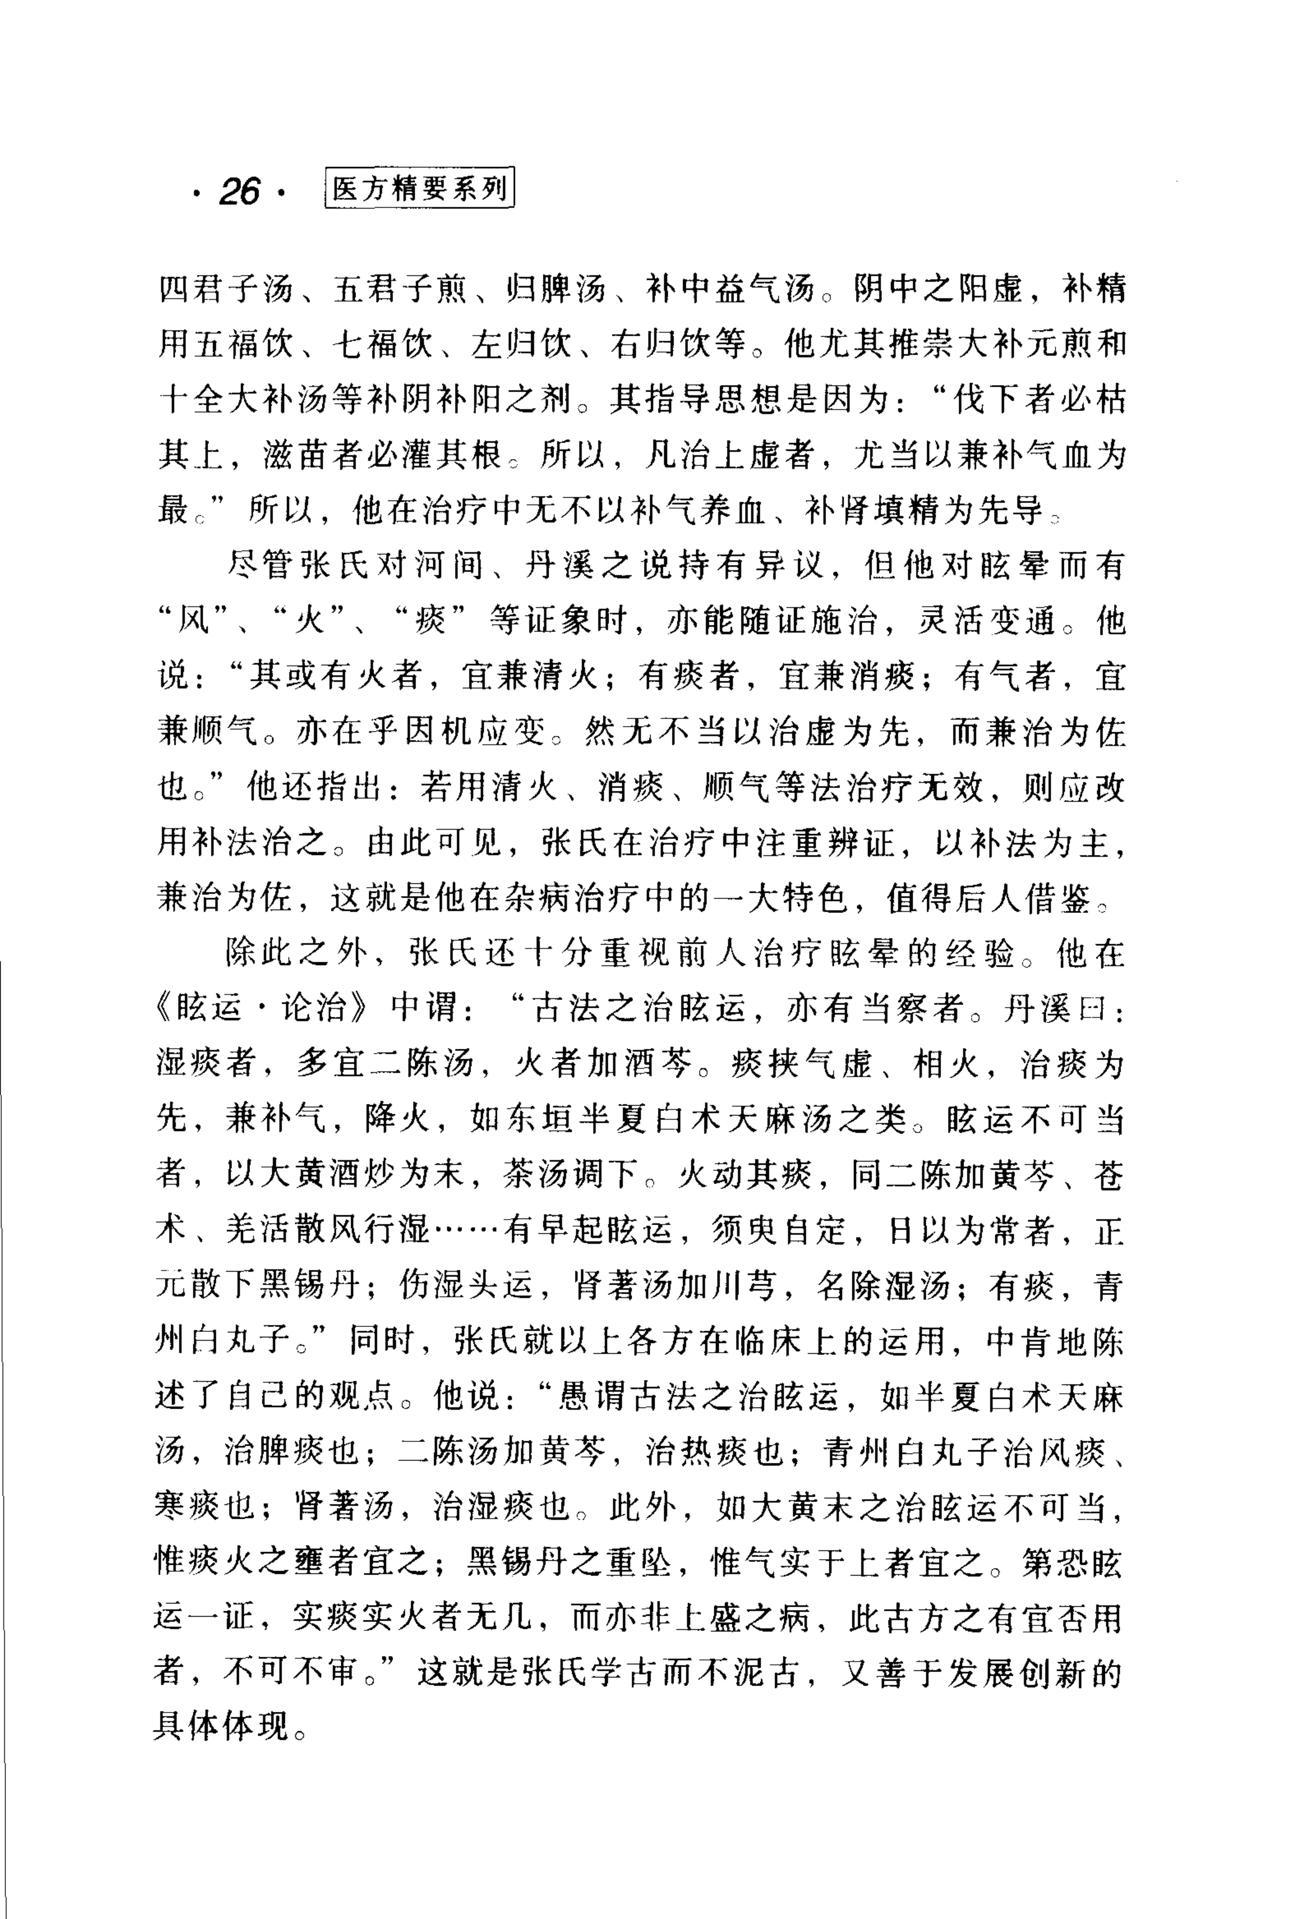 ·26· 医方精要系列
四君子汤、五君子煎、归脾汤、补中益气汤。阴中之阳虚，补精
用五福饮、七福饮、左归饮、右归饮等。他尤其推崇大补元煎和
十全大补汤等补阴补阳之剂。其指导思想是因为：“伐下者必枯
其上，滋苗者必灌其根。所以，凡治上虚者，尤当以兼补气血为
最。”所以，他在治疗中无不以补气养血、补肾填精为先导。
尽管张氏对河间、丹溪之说持有异议，但他对眩晕而有
“风”、“火”、“痰”等证象时，亦能随证施治，灵活变通。他
说：“其或有火者，宜兼清火；有痰者，宜兼消痰；有气者，宜
兼顺气。亦在乎因机应变。然无不当以治虚为先，而兼治为佐
也。”他还指出：若用清火、消痰、顺气等法治疗无效，则应改
用补法治之。由此可见，张氏在治疗中注重辨证，以补法为主，
兼治为佐，这就是他在杂病治疗中的一大特色，值得后人借鉴。
除此之外，张氏还十分重视前人治疗眩晕的经验。他在
《眩运·论治》中谓：“古法之治眩运，亦有当察者。丹溪曰：
湿痰者，多宜二陈汤，火者加酒芩。痰挟气虚、相火，治痰为
先，兼补气，降火，如东垣半夏白术天麻汤之类。眩运不可当
者，以大黄酒炒为末，茶汤调下。火动其痰，同二陈加黄芩、苍
术、羌活散风行湿……有早起眩运，须臾自定，日以为常者，正
元散下黑锡丹；伤湿头运，肾著汤加川芎，名除湿汤；有痰，青
州白丸子。”同时，张氏就以上各方在临床上的运用，中肯地陈
述了自己的观点。他说：“愚谓古法之治眩运，如半夏白术天麻
汤，治脾痰也；二陈汤加黄芩，治热痰也；青州白丸子治风痰、
寒痰也；肾著汤，治湿痰也。此外，如大黄末之治眩运不可当，
惟痰火之壅者宜之；黑锡丹之重坠，惟气实于上者宜之。第恐眩
运一证，实痰实火者无几，而亦非上盛之病，此古方之有宜否用
者，不可不审。”这就是张氏学古而不泥古，又善于发展创新的
具体体现。